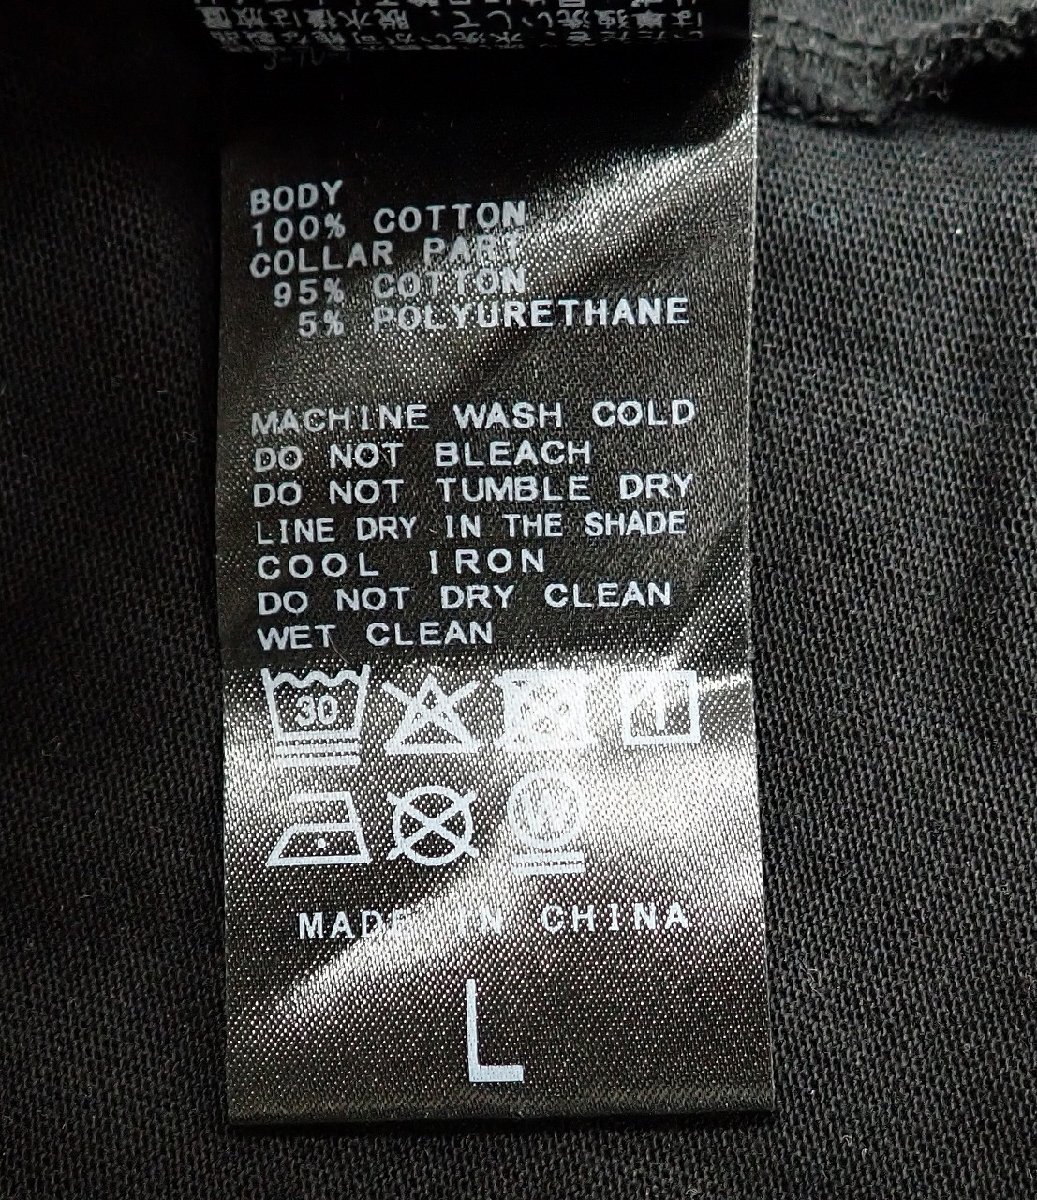 BODY
100% COTTON
COLLAR PART
95% COTTON
5% POLYURETHANE
MACHINE WASH COLD
DO NOT BLEACH
DO NOT TUMBLE DRY
LINE DRY IN THE SHADE
COOL IRON
DO NOT DRY CLEAN
WET CLEAN
30
W
MADE IN CHINA
L